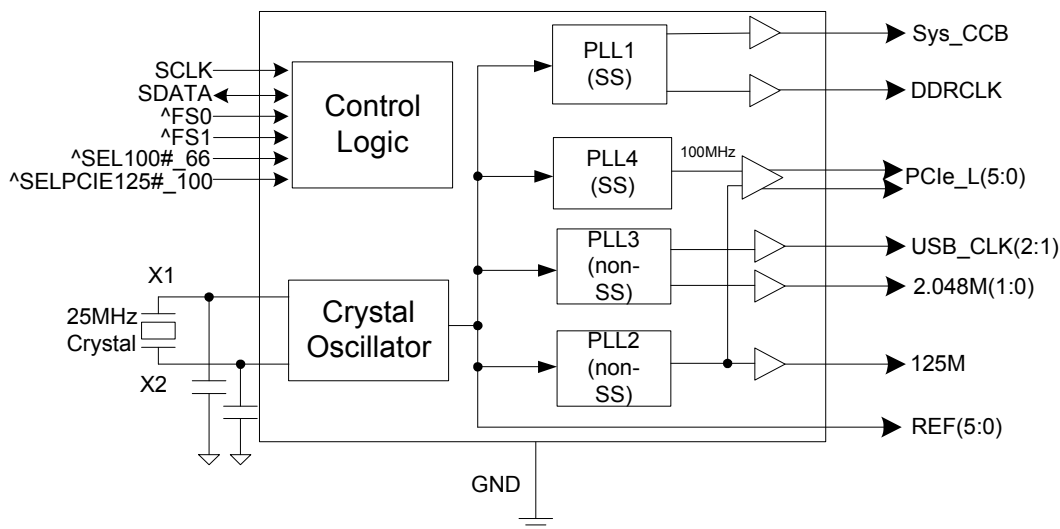 SCLK
SDATA
^FS0
^FS1
^SEL100#_66
^SELPCIE125#_100
Control
Logic
X1
25MHz
Crystal
X2
Crystal
Oscillator
PLL1
(SS)
PLL4
(SS)
100MHz
PLL3
(non-
SS)
PLL2
(non-
SS)
Sys_CCB
DDRCLK
PCIe_L(5:0)
USB_CLK(2:1)
2.048M(1:0)
125M
REF(5:0)
GND